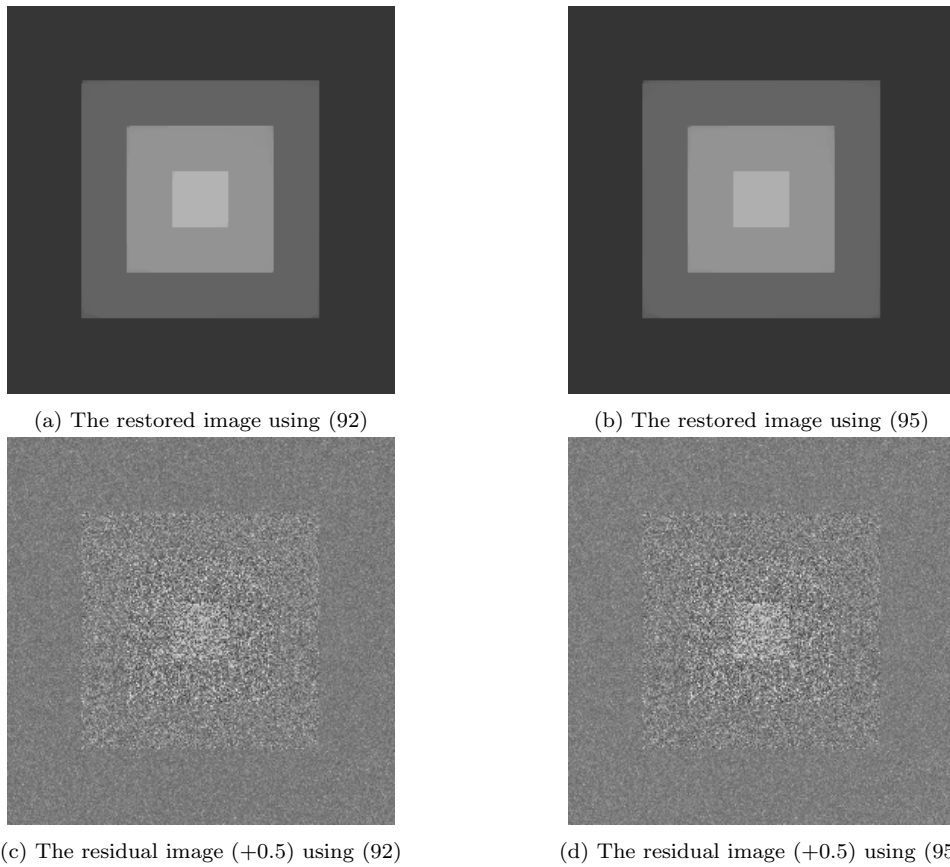 (a) The restored image using (92)
(b) The restored image using (95)
(c) The residual image (+0.5) using (92)
(d) The residual image (+0.5) using